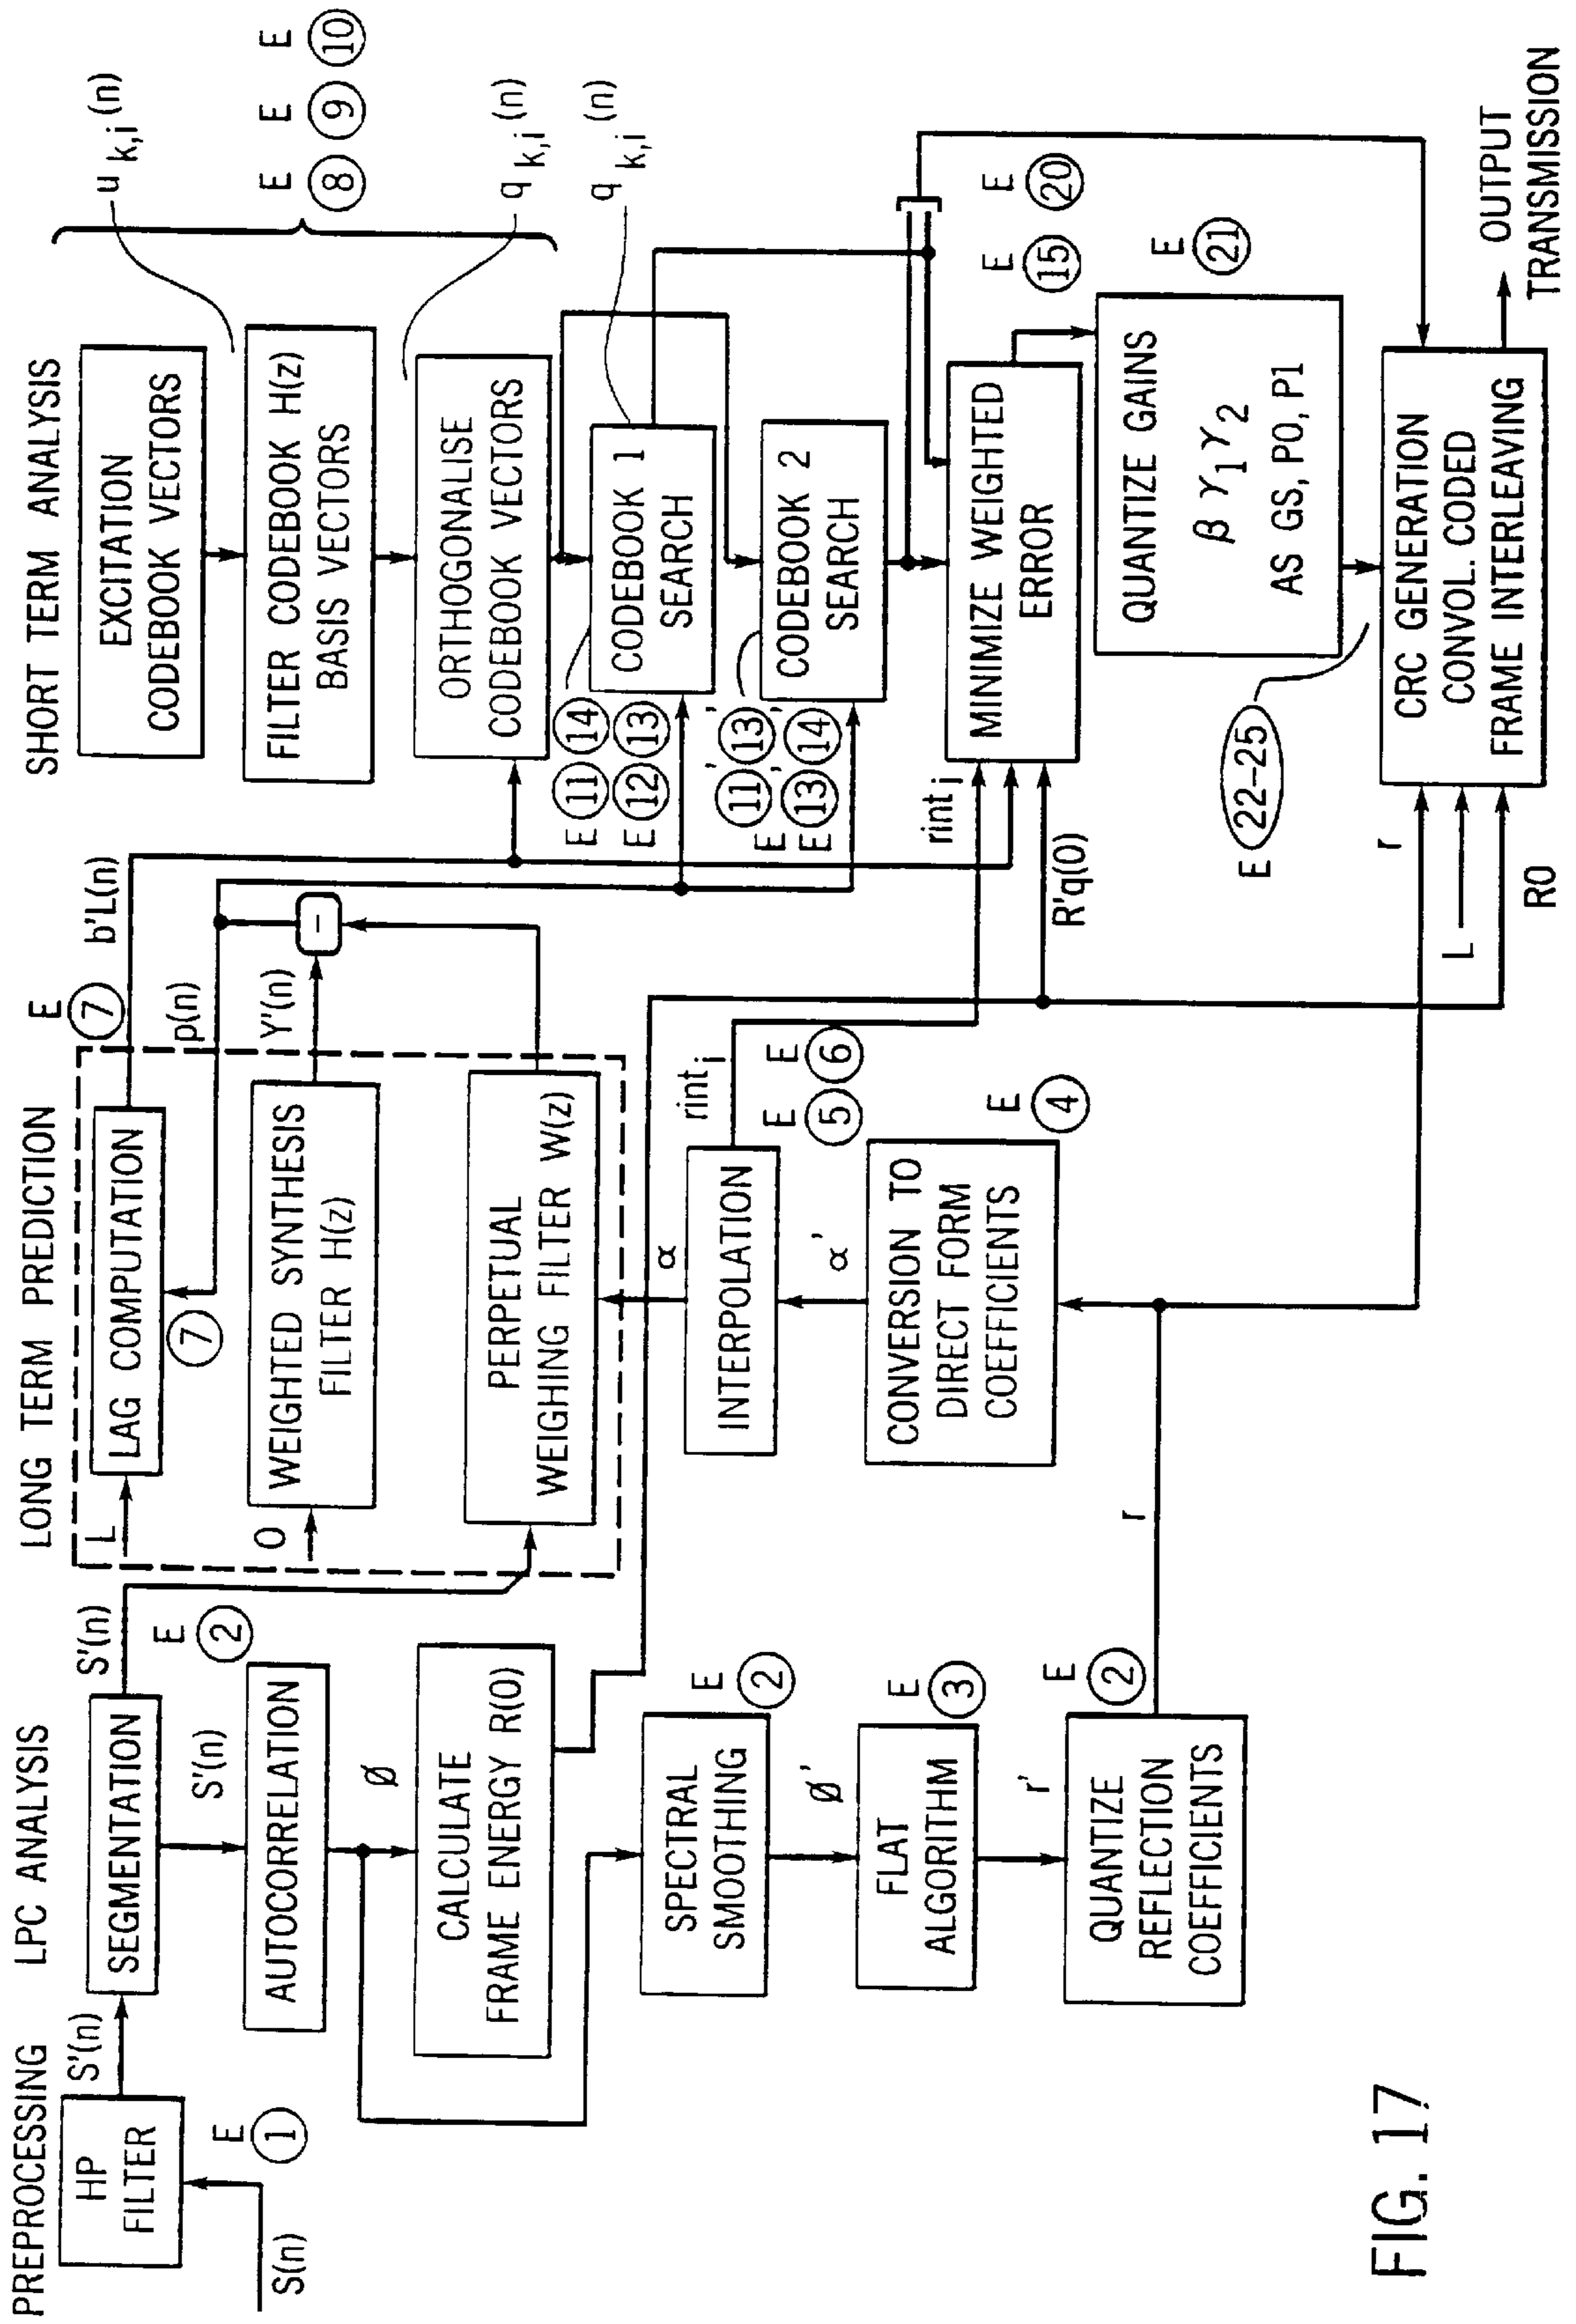 PREPROCESSING
S(n)
E
1
HP
FILTER
S'(n)
LPC ANALYSIS
SEGMENTATION
S'(n)
S'(n)
E
2
AUTOCORRELATION
Ø
CALCULATE
FRAME ENERGY R(0)
SPECTRAL
SMOOTHING
E
2
Ø'
FLAT
ALGORITHM
E
3
r'
QUANTIZE
REFLECTION
COEFFICIENTS
E
2
r
LONG TERM PREDICTION
L
LAG COMPUTATION
7
E
7
b'L(n)
p(n)
O
WEIGHTED SYNTHESIS
FILTER H(z)
Y'(n)
−
PERPETUAL
WEIGHING FILTER W(z)
α
INTERPOLATION
rint i
E E
5 6
α'
CONVERSION TO
DIRECT FORM
COEFFICIENTS
E
4
SHORT TERM ANALYSIS
EXCITATION
CODEBOOK VECTORS
u k,i (n)
FILTER CODEBOOK H(z)
BASIS VECTORS
E E E
8 9 10
ORTHOGONALISE
CODEBOOK VECTORS
q k,i (n)
E 11 14
E 12 13
CODEBOOK 1
SEARCH
q k,i (n)
E 11' 13'
E 13' 14'
CODEBOOK 2
SEARCH
rint i
R'q(0)
MINIMIZE WEIGHTED
ERROR
E E
15 20
QUANTIZE GAINS
β γ1 γ2
AS GS, P0, P1
E
21
E 22-25
r
L
R0
CRC GENERATION
CONVOL. CODED
FRAME INTERLEAVING
OUTPUT
TRANSMISSION
FIG. 17